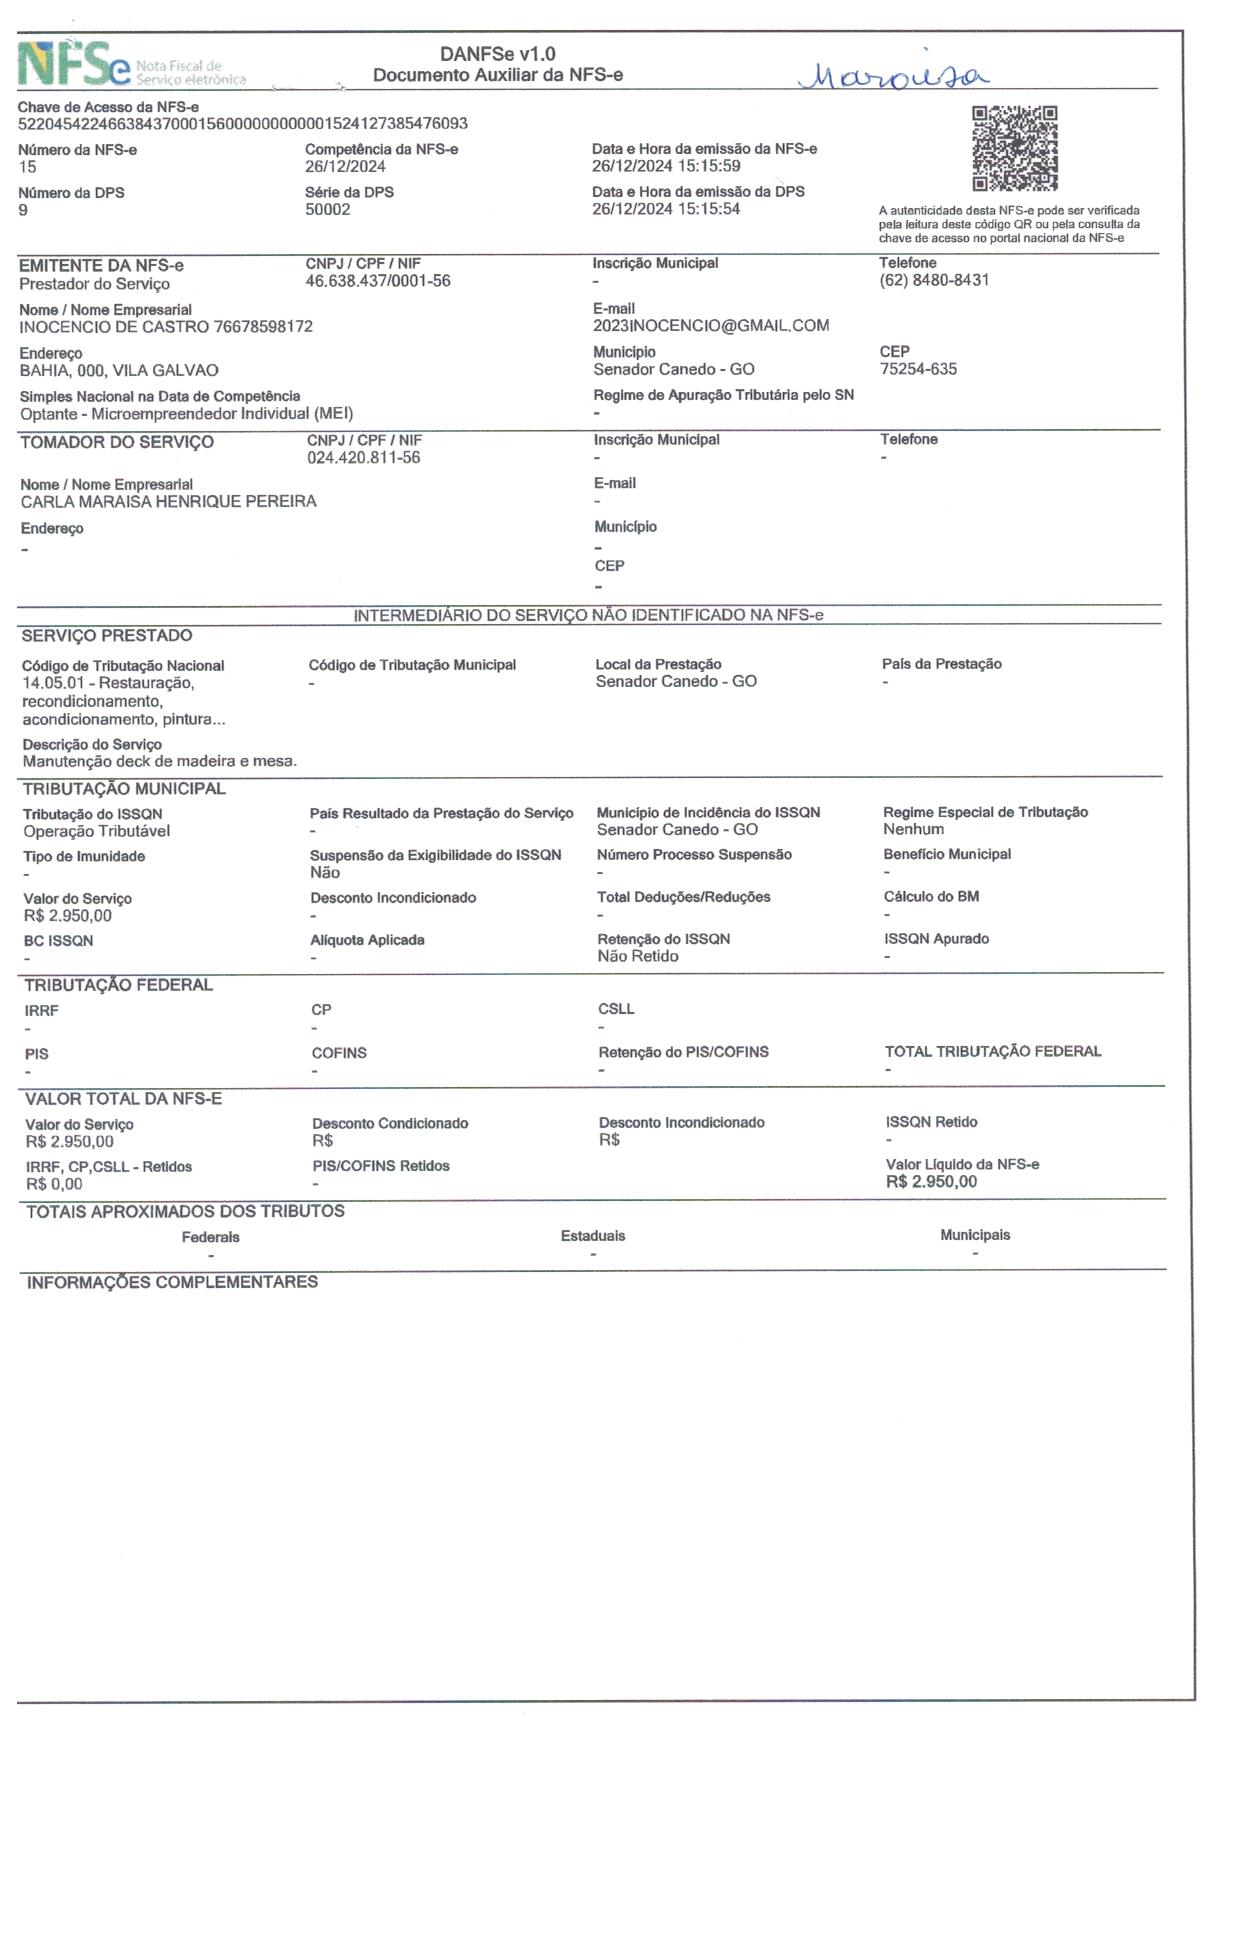 NFSe Nota Fiscal de
Serviço eletrônica
DANFSe v1.0
Documento Auxiliar da NFS-e
Maraisa
Chave de Acesso da NFS-e
52204542246638437000156000000000001524127385476093
Número da NFS-e Competência da NFS-e Data e Hora da emissão da NFS-e
15 26/12/2024 26/12/2024 15:15:59
Número da DPS Série da DPS Data e Hora da emissão da DPS
9 50002 26/12/2024 15:15:54
A autenticidade desta NFS-e pode ser verificada
pela leitura deste código QR ou pela consulta da
chave de acesso no portal nacional da NFS-e
EMITENTE DA NFS-e CNPJ / CPF / NIF Inscrição Municipal Telefone
Prestador do Serviço 46.638.437/0001-56 - (62) 8480-8431
Nome / Nome Empresarial E-mail
INOCENCIO DE CASTRO 76678598172 2023INOCENCIO@GMAIL.COM
Endereço Município CEP
BAHIA, 000, VILA GALVAO Senador Canedo - GO 75254-635
Simples Nacional na Data de Competência Regime de Apuração Tributária pelo SN
Optante - Microempreendedor Individual (MEI) -
TOMADOR DO SERVIÇO CNPJ / CPF / NIF Inscrição Municipal Telefone
024.420.811-56 - -
Nome / Nome Empresarial E-mail
CARLA MARAISA HENRIQUE PEREIRA -
Endereço Município
- -
CEP
-
INTERMEDIÁRIO DO SERVIÇO NÃO IDENTIFICADO NA NFS-e
SERVIÇO PRESTADO
Código de Tributação Nacional Código de Tributação Municipal Local da Prestação País da Prestação
14.05.01 - Restauração, - Senador Canedo - GO -
recondicionamento,
acondicionamento, pintura...
Descrição do Serviço
Manutenção deck de madeira e mesa.
TRIBUTAÇÃO MUNICIPAL
Tributação do ISSQN País Resultado da Prestação do Serviço Município de Incidência do ISSQN Regime Especial de Tributação
Operação Tributável - Senador Canedo - GO Nenhum
Tipo de Imunidade Suspensão da Exigibilidade do ISSQN Número Processo Suspensão Benefício Municipal
- Não - -
Valor do Serviço Desconto Incondicionado Total Deduções/Reduções Cálculo do BM
R$ 2.950,00 - - -
BC ISSQN Alíquota Aplicada Retenção do ISSQN ISSQN Apurado
- - Não Retido -
TRIBUTAÇÃO FEDERAL
IRRF CP CSLL
- - -
PIS COFINS Retenção do PIS/COFINS TOTAL TRIBUTAÇÃO FEDERAL
- - - -
VALOR TOTAL DA NFS-E
Valor do Serviço Desconto Condicionado Desconto Incondicionado ISSQN Retido
R$ 2.950,00 R$ R$ -
IRRF, CP,CSLL - Retidos PIS/COFINS Retidos Valor Líquido da NFS-e
R$ 0,00 - R$ 2.950,00
TOTAIS APROXIMADOS DOS TRIBUTOS
Federais Estaduais Municipais
- - -
INFORMAÇÕES COMPLEMENTARES